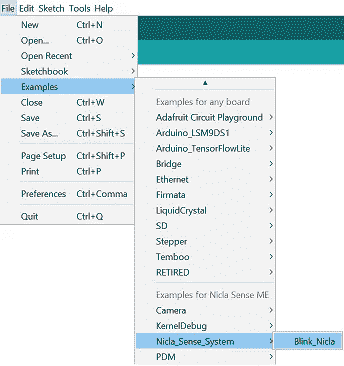 File Edit Sketch Tools Help
New Ctrl+N
Open... Ctrl+O
Open Recent
Sketchbook
Examples
Close Ctrl+W
Save Ctrl+S
Save As... Ctrl+Shift+S
Page Setup Ctrl+Shift+P
Print Ctrl+P
Preferences Ctrl+Comma
Quit Ctrl+Q
Examples for any board
Adafruit Circuit Playground
Arduino_LSM9DS1
Arduino_TensorFlowLite
Bridge
Ethernet
Firmata
LiquidCrystal
SD
Stepper
Temboo
RETIRED
Examples for Nicla Sense ME
Camera
KernelDebug
Nicla_Sense_System
PDM
Blink_Nicla